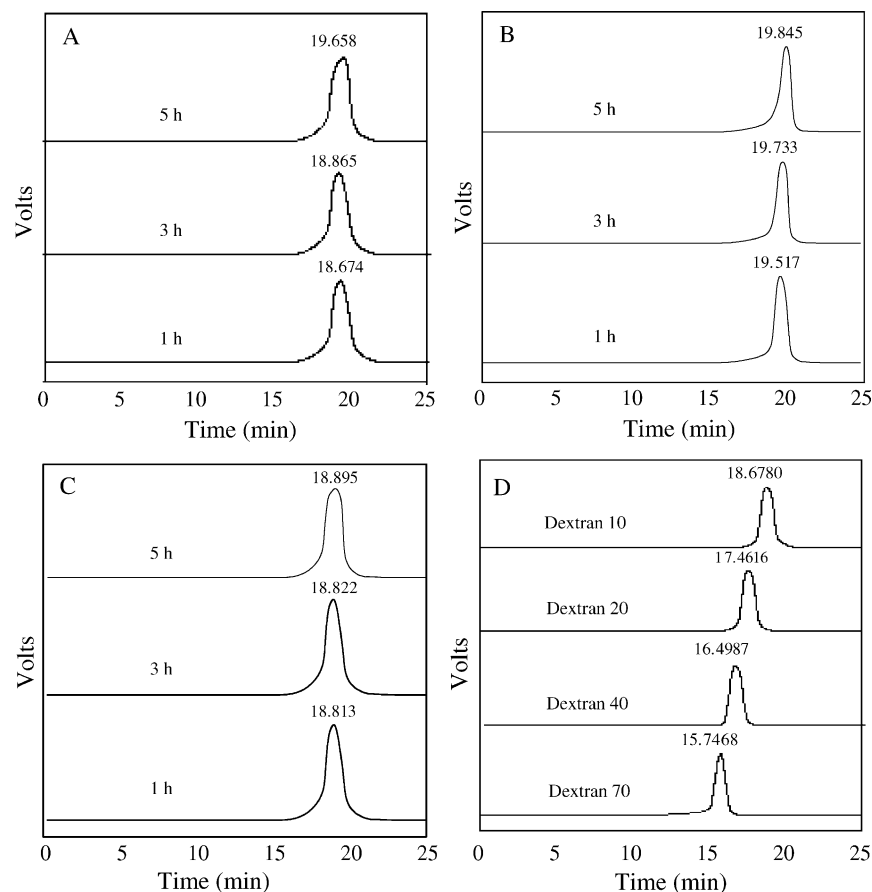 A
19.658
5 h
18.865
3 h
18.674
1 h
Volts
0 5 10 15 20 25
Time (min)
B
19.845
5 h
19.733
3 h
19.517
1 h
Volts
0 5 10 15 20 25
Time (min)
C
18.895
5 h
18.822
3 h
18.813
1 h
Volts
0 5 10 15 20 25
Time (min)
D
18.6780
Dextran 10
17.4616
Dextran 20
16.4987
Dextran 40
15.7468
Dextran 70
Volts
0 5 10 15 20 25
Time (min)